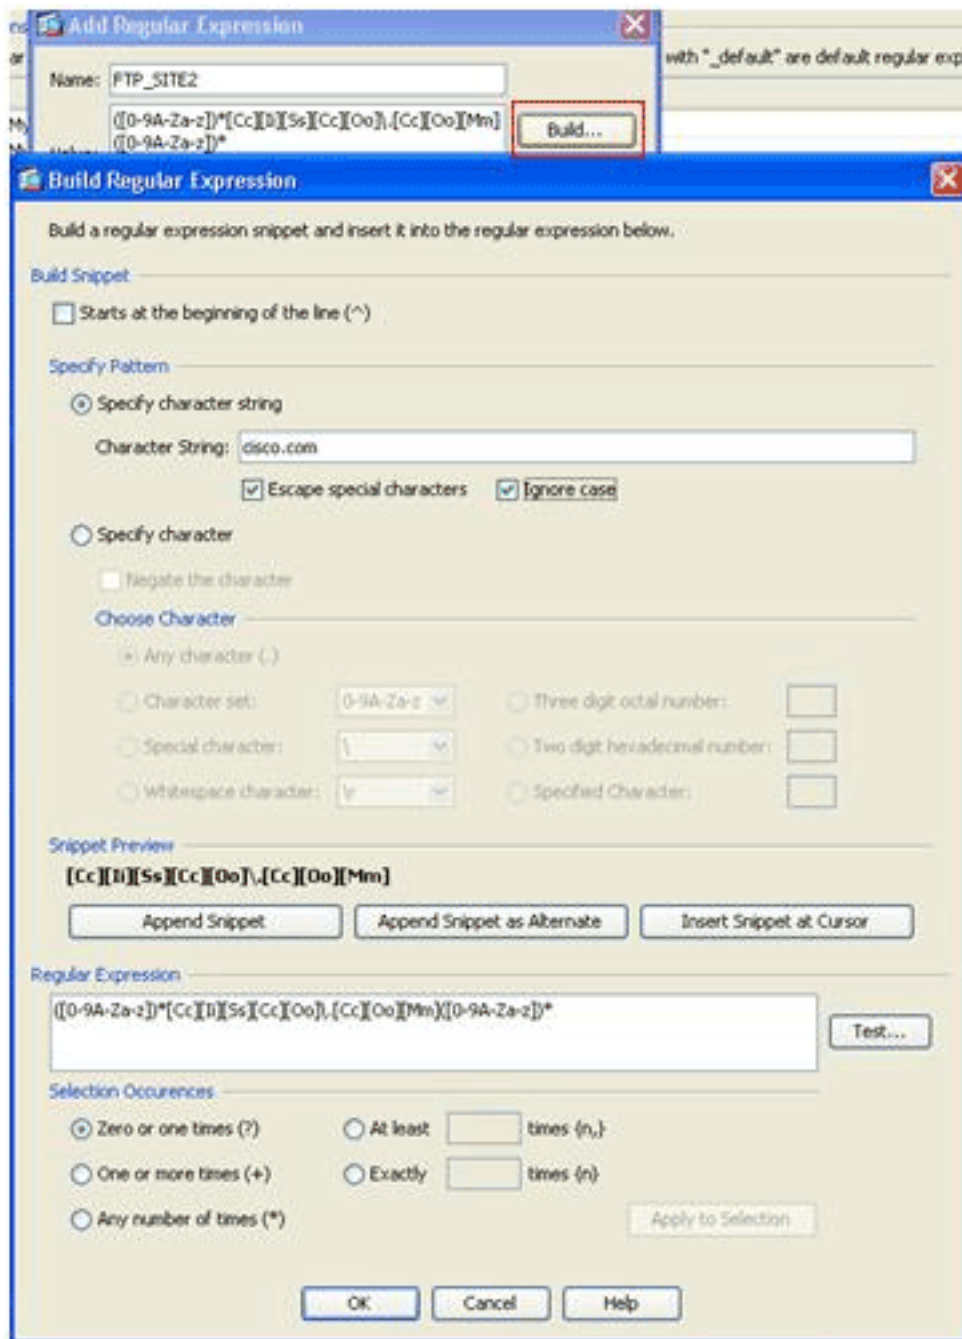 Add Regular Expression
Name: FTP_SITE2
with "_default" are default regular exp
([0-9A-Za-z])*[Cc][Ii][Ss][Cc][Oo]\.[Cc][Oo][Mm]
([0-9A-Za-z])*
Build...
Build Regular Expression
Build a regular expression snippet and insert it into the regular expression below.
Build Snippet
Starts at the beginning of the line (^)
Specify Pattern
Specify character string
Character String: cisco.com
Escape special characters Ignore case
Specify character
Negate the character
Choose Character
Any character (.)
Character set: 0-9A-Za-z Three digit octal number:
Special character: \ Two digit hexadecimal number:
Whitespace character: \r Specified Character:
Snippet Preview
[Cc][Ii][Ss][Cc][Oo]\.[Cc][Oo][Mm]
Append Snippet Append Snippet as Alternate Insert Snippet at Cursor
Regular Expression
([0-9A-Za-z])*[Cc][Ii][Ss][Cc][Oo]\.[Cc][Oo][Mm]([0-9A-Za-z])*
Test...
Selection Occurences
Zero or one times (?) At least times {n,}
One or more times (+) Exactly times {n}
Any number of times (*) Apply to Selection
OK Cancel Help